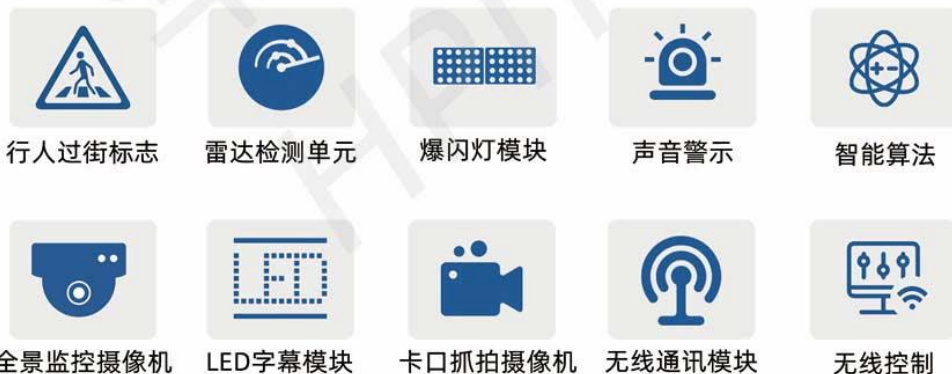 行人过街标志
雷达检测单元
爆闪灯模块
声音警示
智能算法
LED
全景监控摄像机
LED字幕模块
卡口抓拍摄像机
无线通讯模块
无线控制